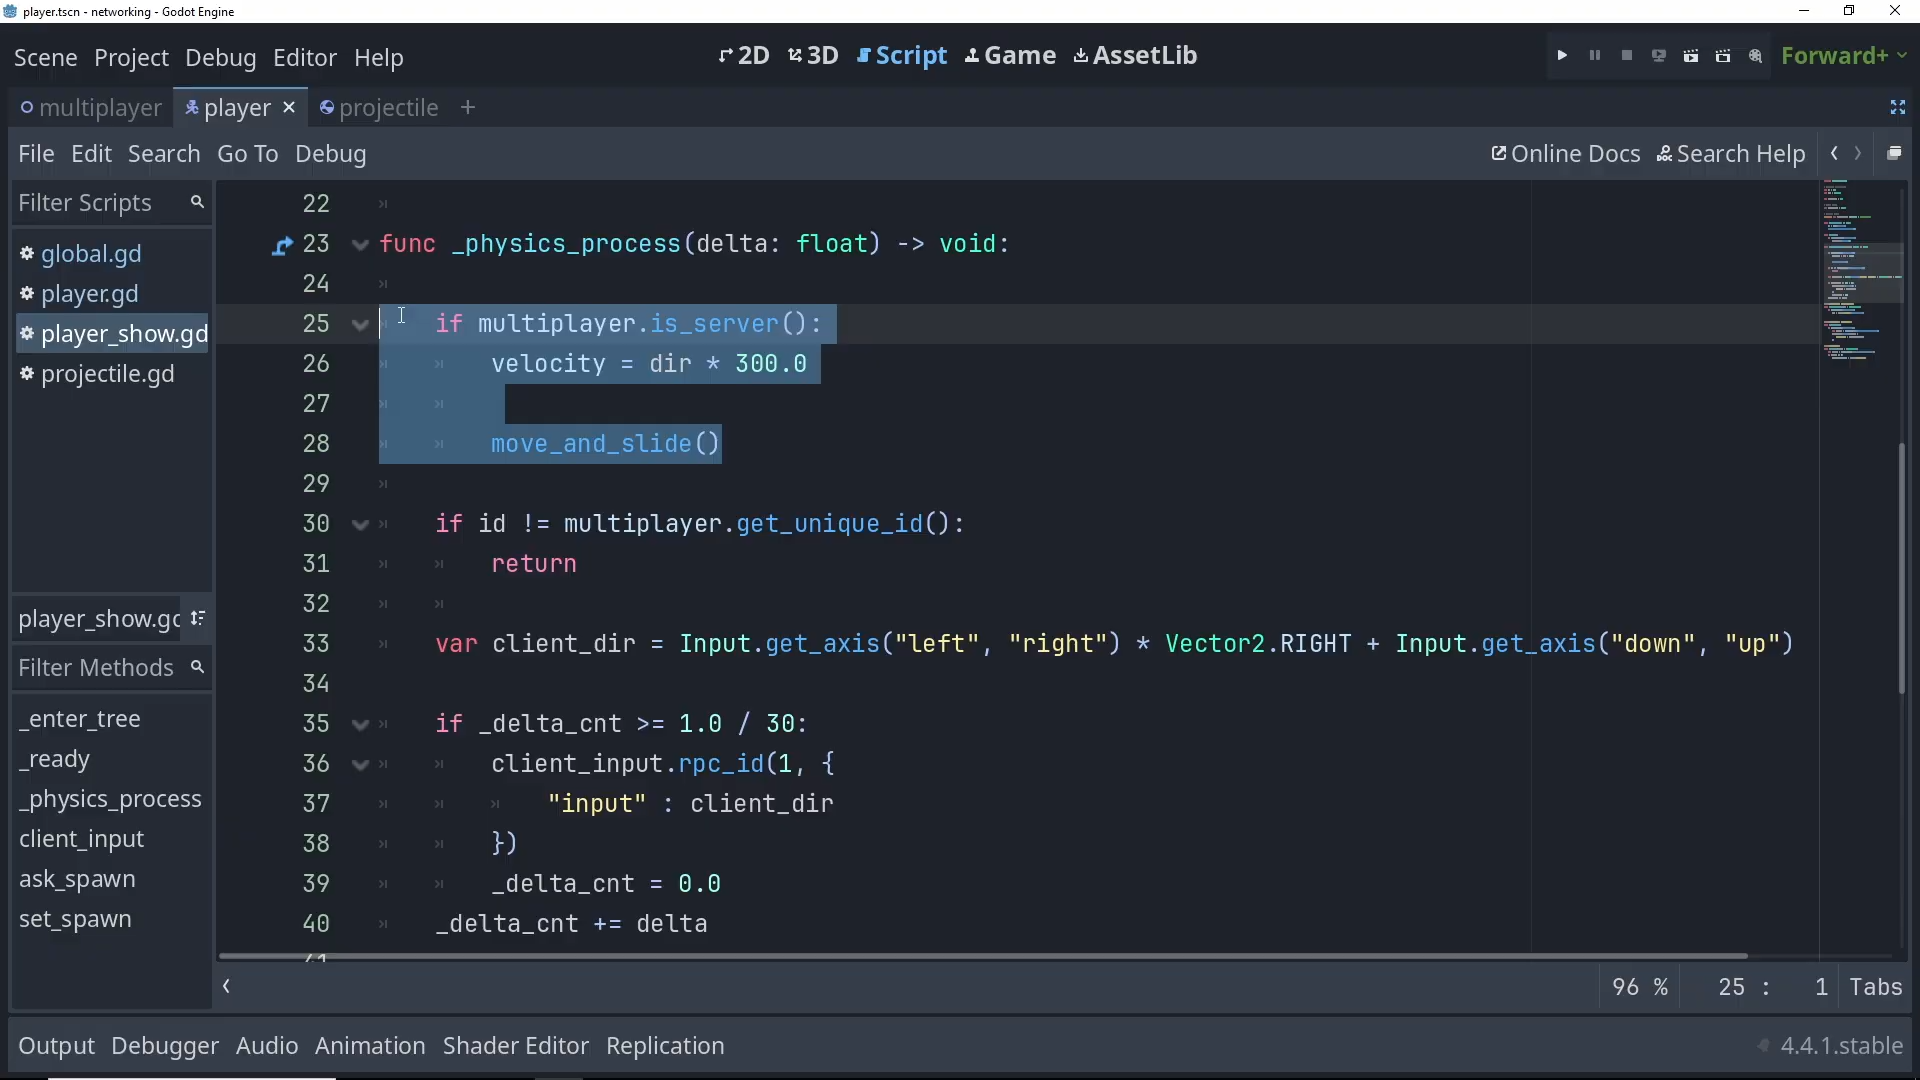 player.tscn - networking - Godot Engine
Scene Project Debug Editor Help
2D 3D Script Game AssetLib
Forward+
multiplayer player projectile
File Edit Search Go To Debug
Online Docs Search Help
Filter Scripts
global.gd
player.gd
player_show.gd
projectile.gd
player_show.gd
Filter Methods
_enter_tree
_ready
_physics_process
client_input
ask_spawn
set_spawn
22
23 func _physics_process(delta: float) -> void:
24
25 if multiplayer.is_server():
26 velocity = dir * 300.0
27
28 move_and_slide()
29
30 if id != multiplayer.get_unique_id():
31 return
32
33 var client_dir = Input.get_axis("left", "right") * Vector2.RIGHT + Input.get_axis("down", "up")
34
35 if _delta_cnt >= 1.0 / 30:
36 client_input.rpc_id(1, {
37 "input" : client_dir
38 })
39 _delta_cnt = 0.0
40 _delta_cnt += delta
41
96 % 25 : 1 Tabs
Output Debugger Audio Animation Shader Editor Replication
4.4.1.stable